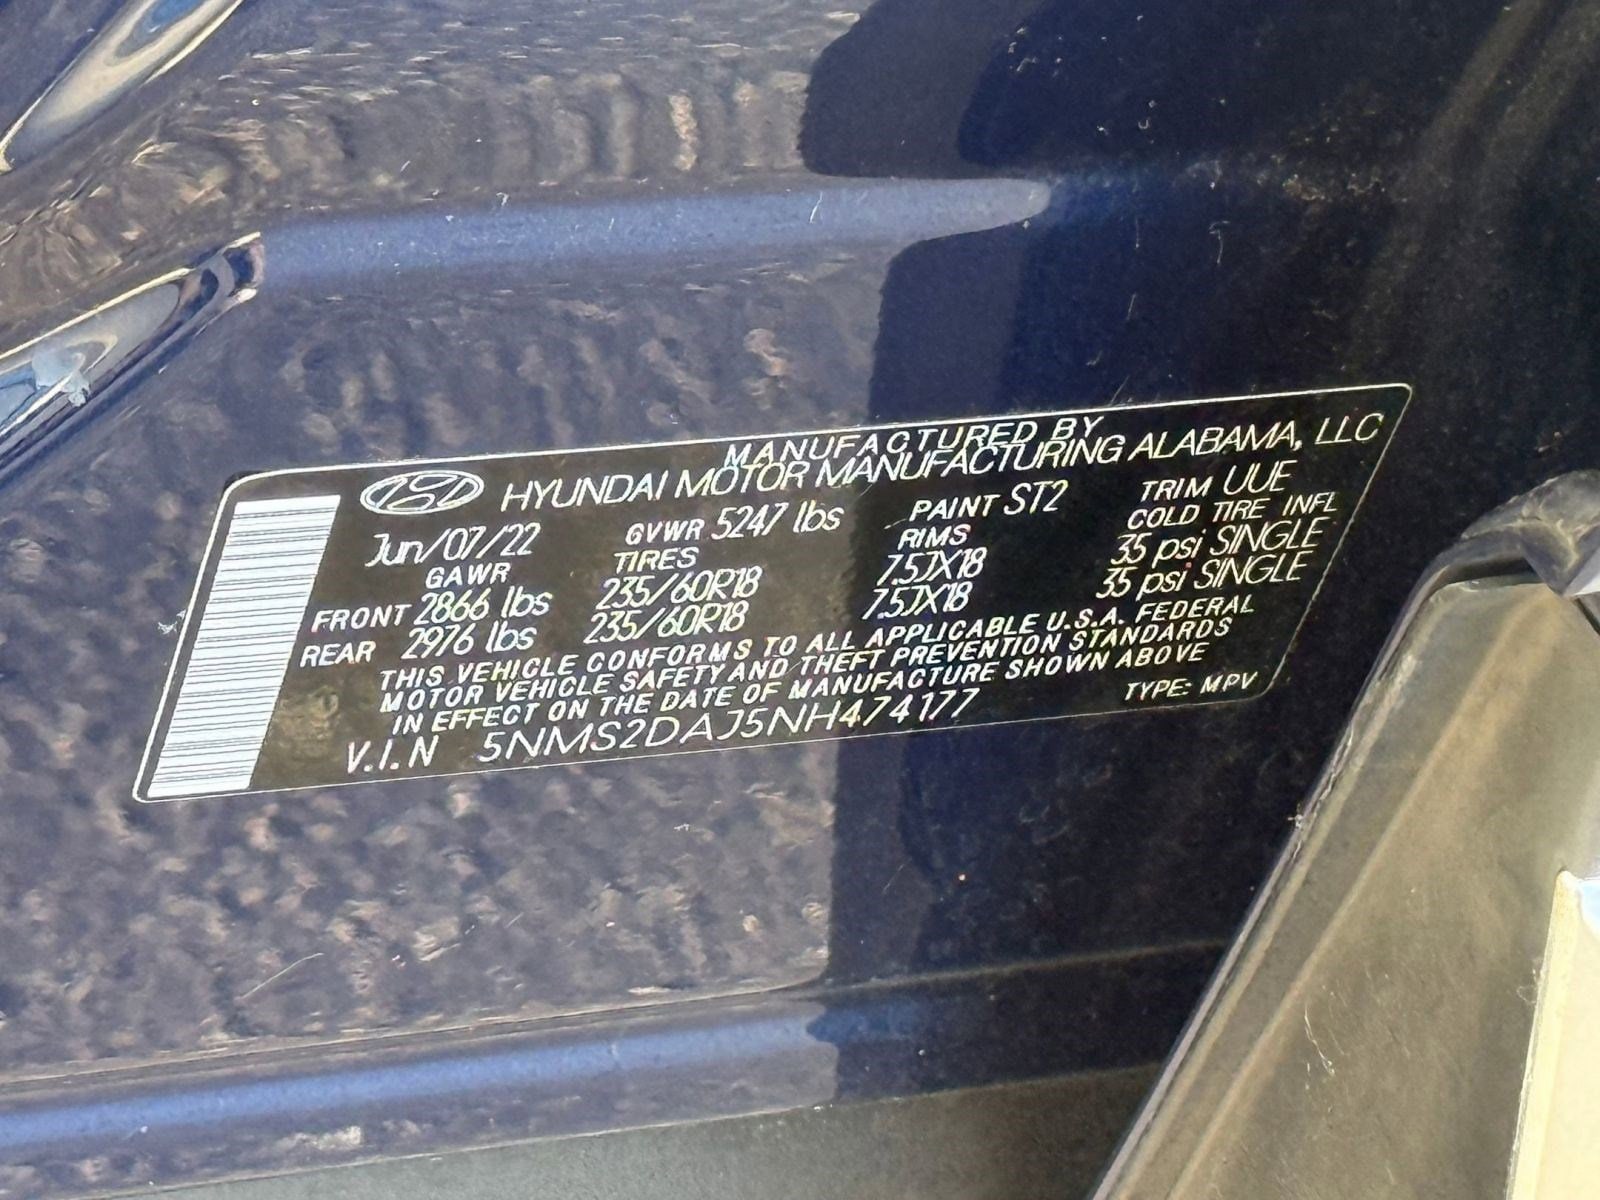 MANUFACTURED BY
HYUNDAI MOTOR MANUFACTURING ALABAMA, LLC
Jun/07/22 GVWR 5247 lbs PAINT ST2 TRIM UUE
GAWR TIRES RIMS COLD TIRE INFL
FRONT 2866 lbs 235/60R18 7.5JX18 35 psi SINGLE
REAR 2976 lbs 235/60R18 7.5JX18 35 psi SINGLE
THIS VEHICLE CONFORMS TO ALL APPLICABLE U.S.A. FEDERAL
MOTOR VEHICLE SAFETY AND THEFT PREVENTION STANDARDS
IN EFFECT ON THE DATE OF MANUFACTURE SHOWN ABOVE
V.I.N 5NMS2DAJ5NH474177 TYPE: MPV